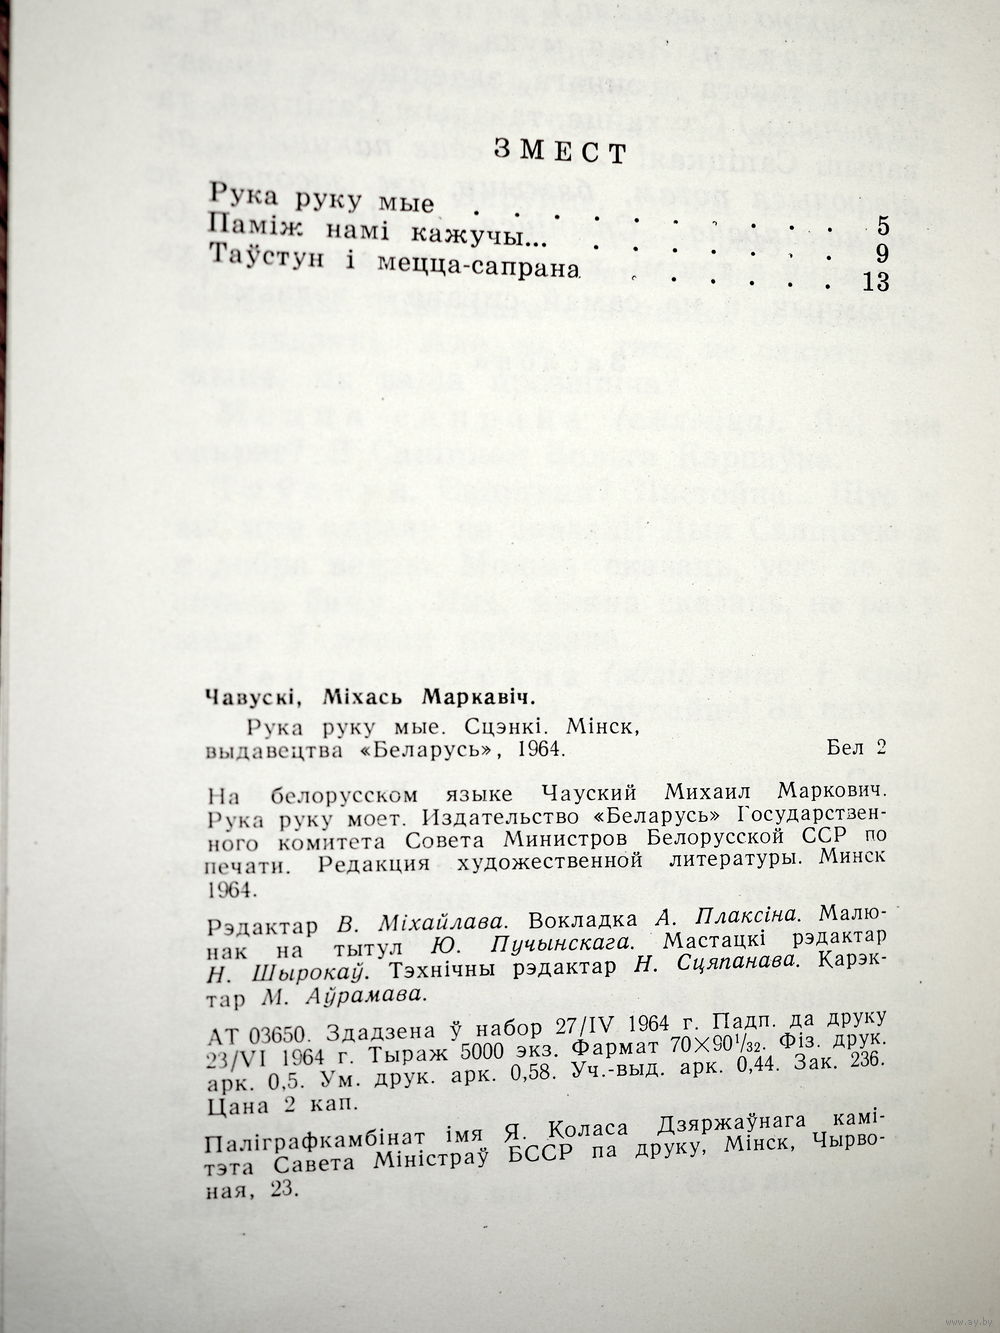 ЗМЕСТ
Рука руку мые . . . . . . . . . . 5
Паміж намі кажучы... . . . . . . . 9
Таўстун і мецца-сапрана . . . . . . 13
Чавускі, Міхась Маркавіч.
Рука руку мые. Сцэнкі. Мінск,
выдавецтва «Беларусь», 1964. Бел 2
На белорусском языке Чауский Михаил Маркович.
Рука руку моет. Издательство «Беларусь» Государствен-
ного комитета Совета Министров Белорусской ССР по
печати. Редакция художественной литературы. Минск
1964.
Рэдактар В. Міхайлава. Вокладка А. Плаксіна. Малю-
нак на тытул Ю. Пучынскага. Мастацкі рэдактар
Н. Шырокаў. Тэхнічны рэдактар Н. Сцяпанава. Карэк-
тар М. Аўрамава.
АТ 03650. Здадзена ў набор 27/IV 1964 г. Падп. да друку
23/VI 1964 г. Тыраж 5000 экз. Фармат 70×90¹/₃₂. Фіз. друк.
арк. 0,5. Ум. друк. арк. 0,58. Уч.-выд. арк. 0,44. Зак. 236.
Цана 2 кап.
Паліграфкамбінат імя Я. Коласа Дзяржаўнага камі-
тэта Савета Міністраў БССР па друку, Мінск, Чырво-
ная, 23.
www.ay.by